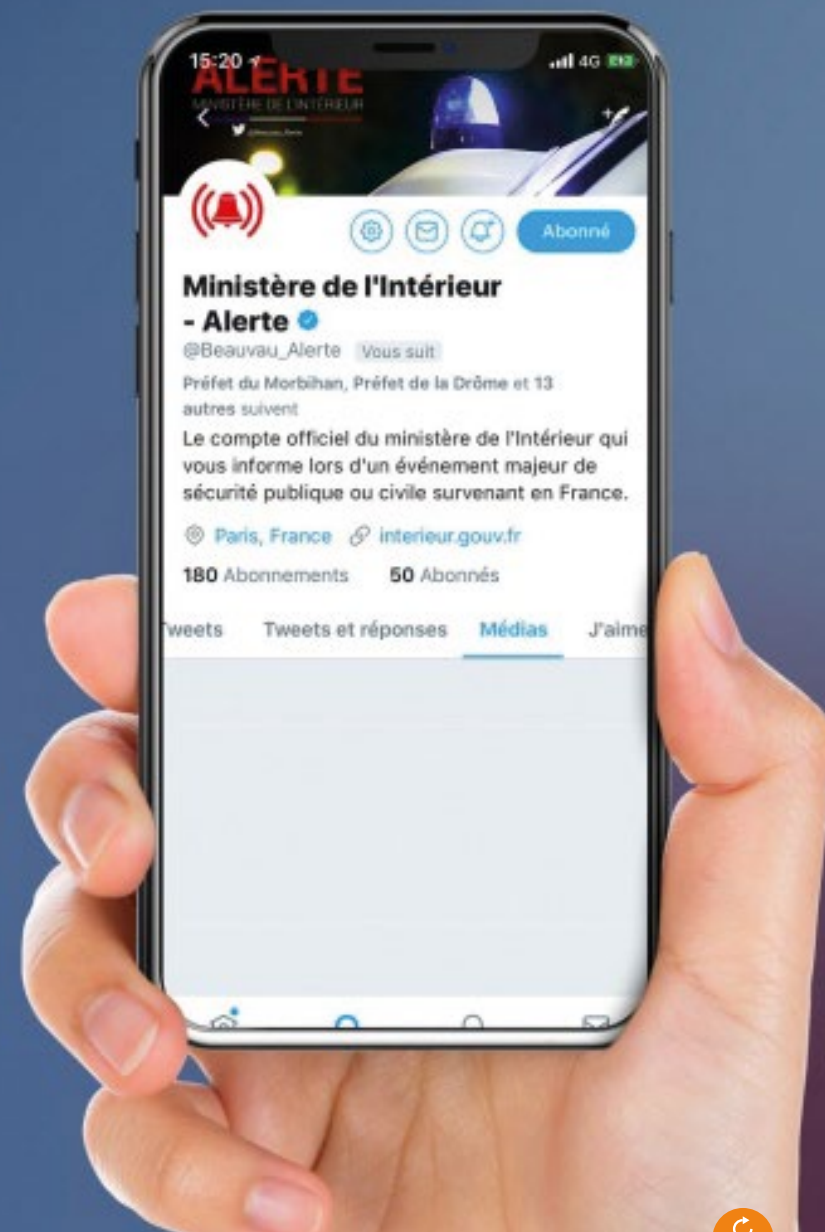 15:20
4G
ALERTE
MINISTÈRE DE L'INTÉRIEUR
@Beauvau_Alerte
Abonné
Ministère de l'Intérieur
- Alerte
@Beauvau_Alerte Vous suit
Préfet du Morbihan, Préfet de la Drôme et 13
autres suivent
Le compte officiel du ministère de l'Intérieur qui
vous informe lors d'un événement majeur de
sécurité publique ou civile survenant en France.
Paris, France interieur.gouv.fr
180 Abonnements 50 Abonnés
Tweets Tweets et réponses Médias J'aime